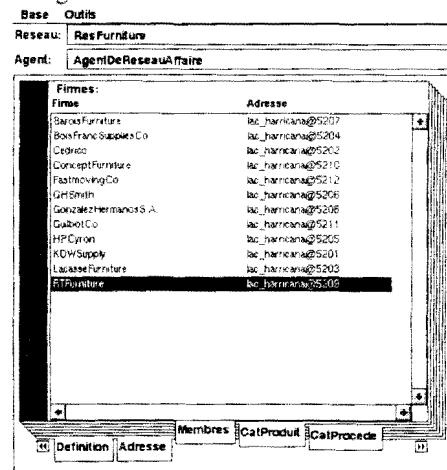 Base Outils
Reseau: ResFurniture
Agent: AgentDeReseauAffaire
Firmes:
Firme Adresse
BaroisFurniture lac_harricana@5207
BoisFrancSuppliesCo lac_harricana@5204
Cedrico lac_harricana@5202
ConceptFurniture lac_harricana@5210
FastmovingCo lac_harricana@5212
GHSmith lac_harricana@5206
GonzalezHermanosS.A. lac_harricana@5208
GuilbotCo lac_harricana@5211
HPCyron lac_harricana@5205
KDWSupply lac_harricana@5201
LacasseFurniture lac_harricana@5203
RTFurniture lac_harricana@5209
Definition Adresse Membres CatProduit CatProcede